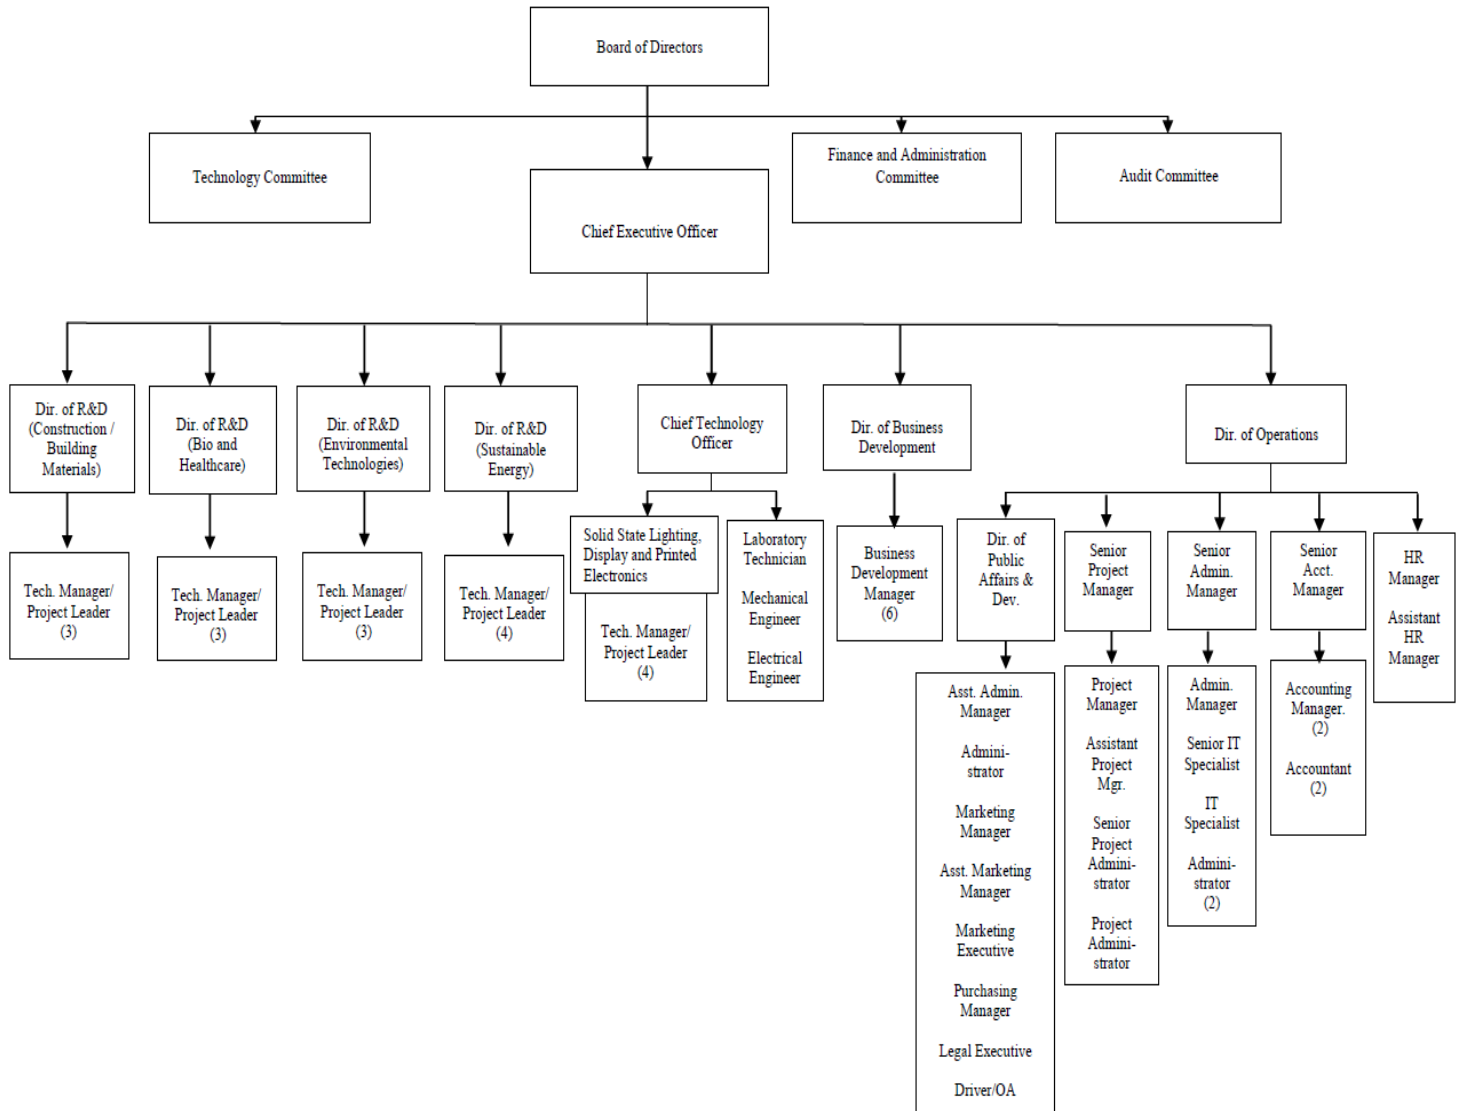 Board of Directors
Technology Committee
Finance and Administration
Committee
Audit Committee
Chief Executive Officer
Dir. of R&D
(Construction /
Building
Materials)
Dir. of R&D
(Bio and
Healthcare)
Dir. of R&D
(Environmental
Technologies)
Dir. of R&D
(Sustainable
Energy)
Chief Technology
Officer
Dir. of Business
Development
Dir. of Operations
Tech. Manager/
Project Leader
(3)
Tech. Manager/
Project Leader
(3)
Tech. Manager/
Project Leader
(3)
Tech. Manager/
Project Leader
(4)
Solid State Lighting,
Display and Printed
Electronics
Tech. Manager/
Project Leader
(4)
Laboratory
Technician
Mechanical
Engineer
Electrical
Engineer
Business
Development
Manager
(6)
Dir. of
Public
Affairs &
Dev.
Senior
Project
Manager
Senior
Admin.
Manager
Senior
Acct.
Manager
HR
Manager
Assistant
HR
Manager
Asst. Admin.
Manager
Admini-
strator
Marketing
Manager
Asst. Marketing
Manager
Marketing
Executive
Purchasing
Manager
Legal Executive
Driver/OA
Project
Manager
Assistant
Project
Mgr.
Senior
Project
Admini-
strator
Project
Admini-
strator
Admin.
Manager
Senior IT
Specialist
IT
Specialist
Admini-
strator
(2)
Accounting
Manager.
(2)
Accountant
(2)